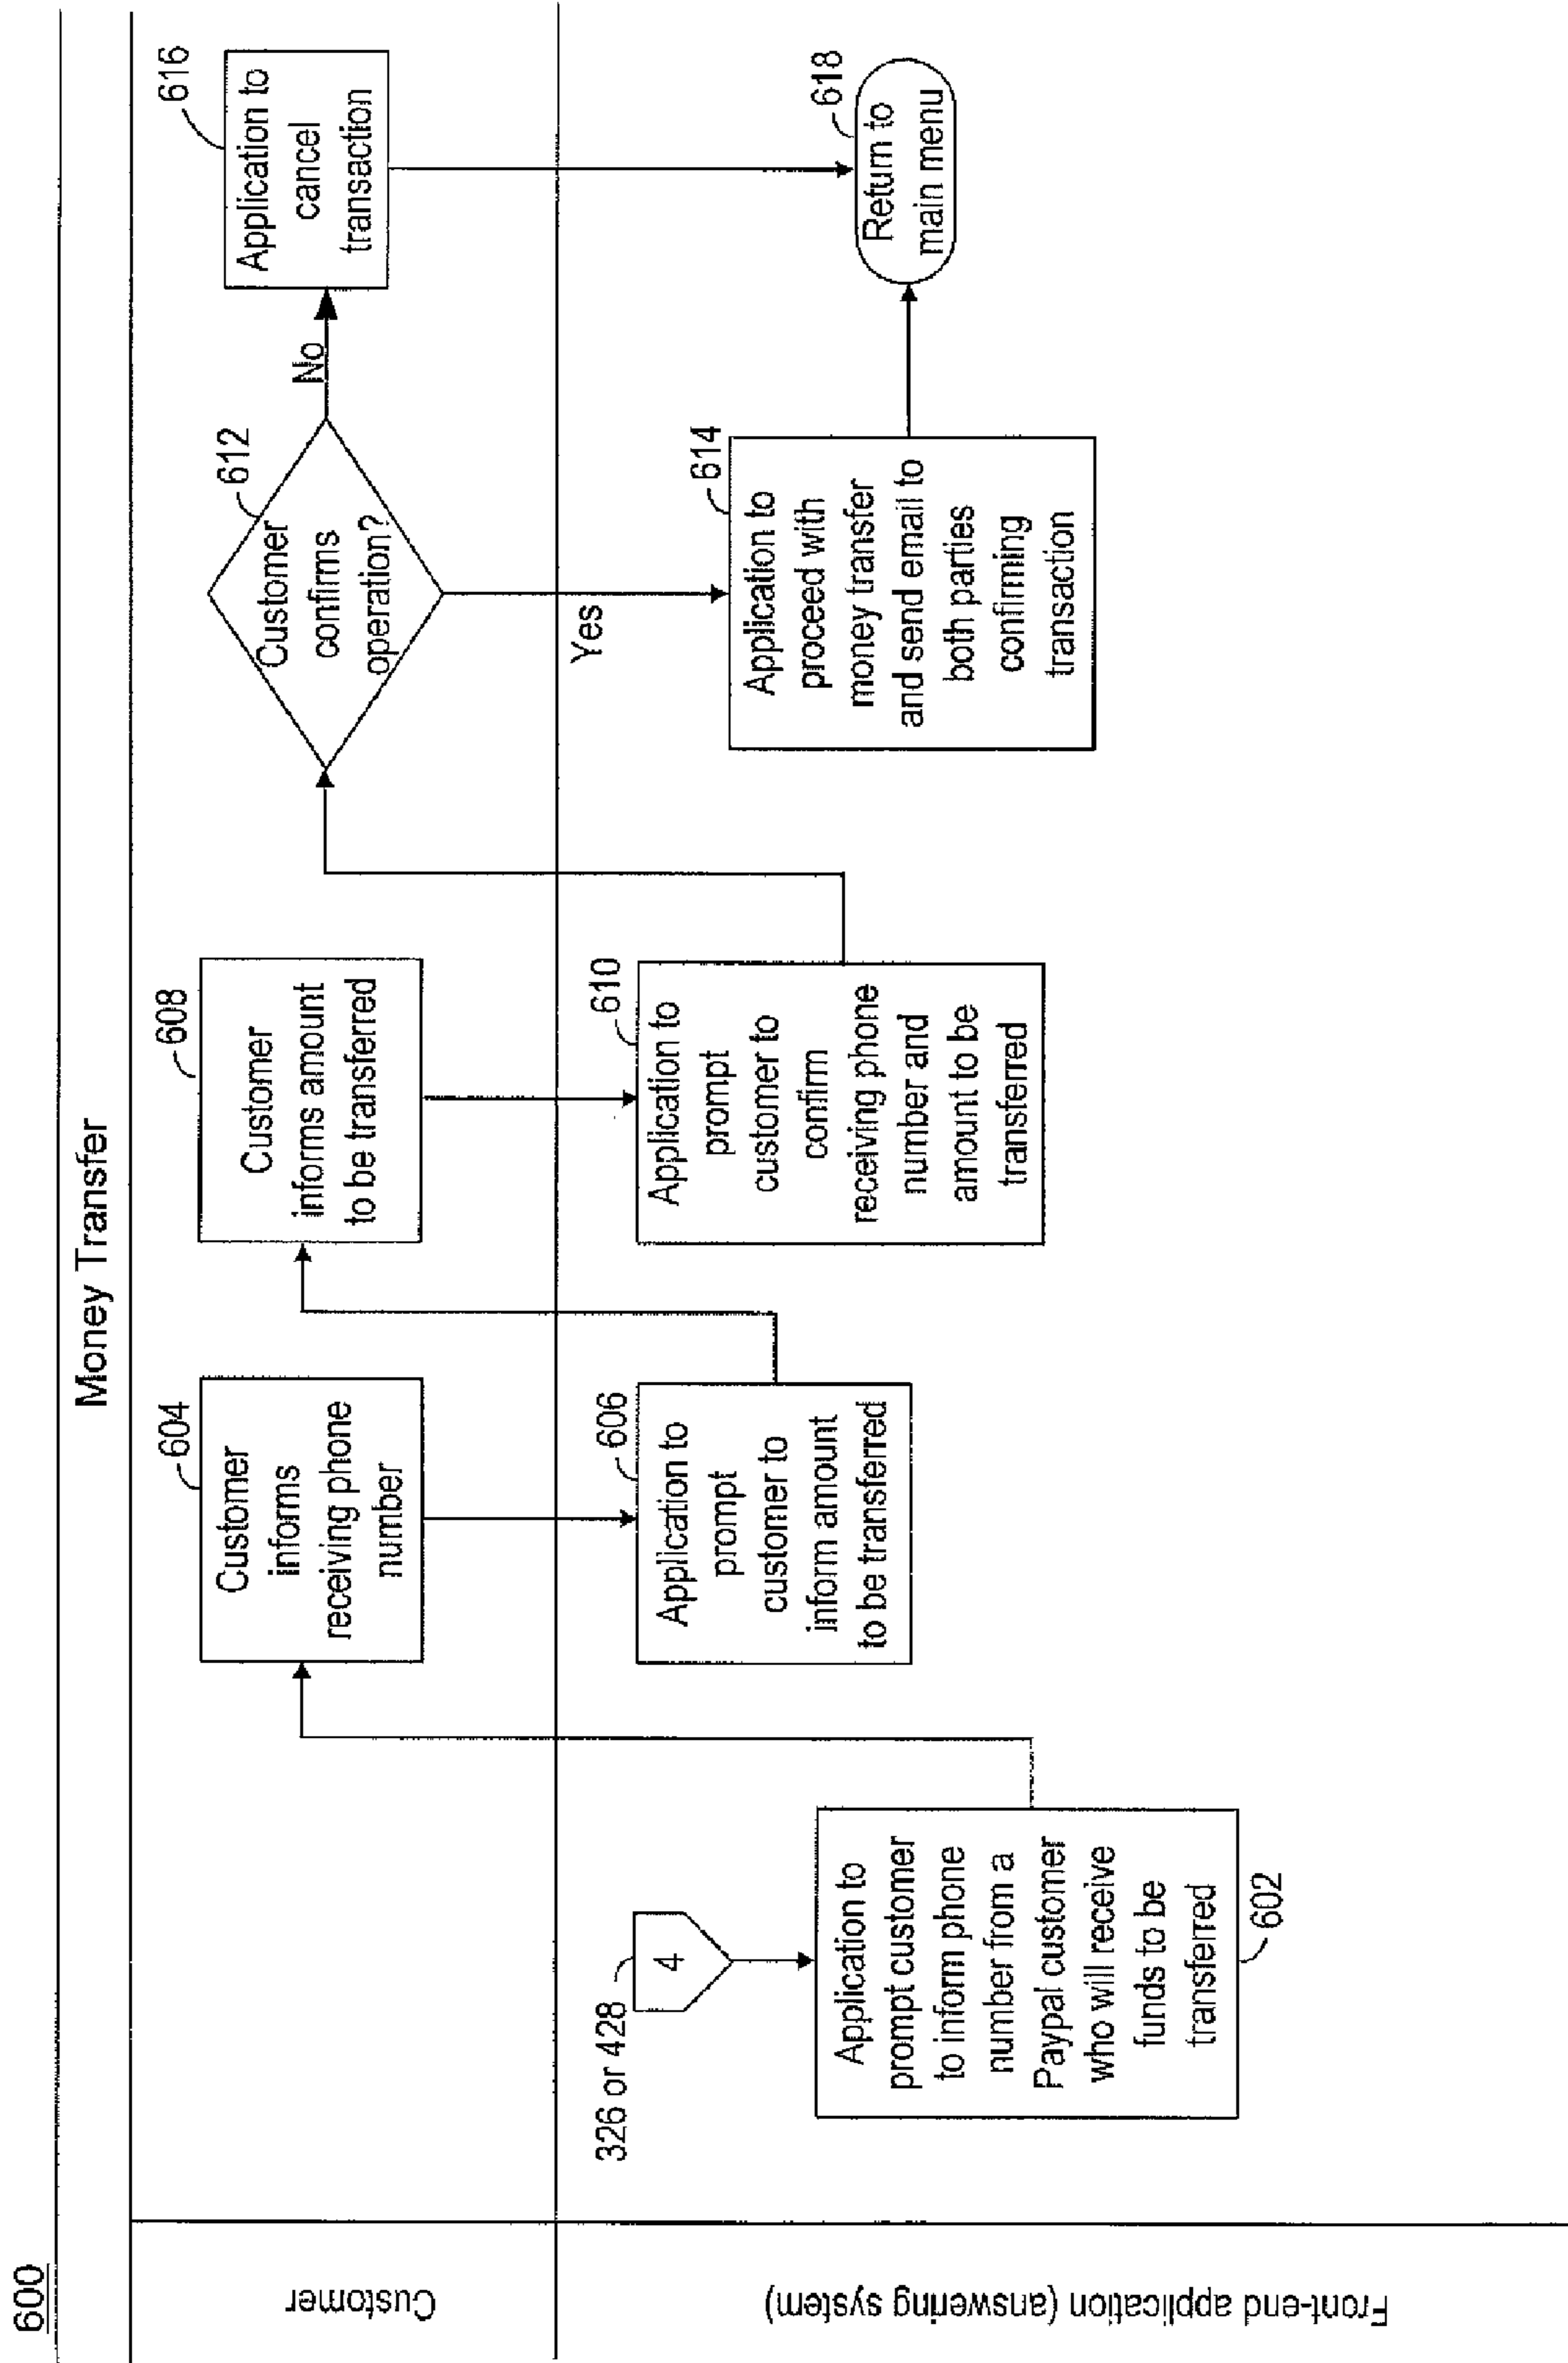 600
Money Transfer
Customer
Front-end application (answering system)
326 or 428
4
Application to
prompt customer
to inform phone
number from a
Paypal customer
who will receive
funds to be
transferred
602
604
Customer
informs
receiving phone
number
606
Application to
prompt
customer to
inform amount
to be transferred
608
Customer
informs amount
to be transferred
610
Application to
prompt
customer to
confirm
receiving phone
number and
amount to be
transferred
612
Customer
confirms
operation?
No
Yes
614
Application to
proceed with
money transfer
and send email to
both parties
confirming
transaction
616
Application to
cancel
transaction
618
Return to
main menu